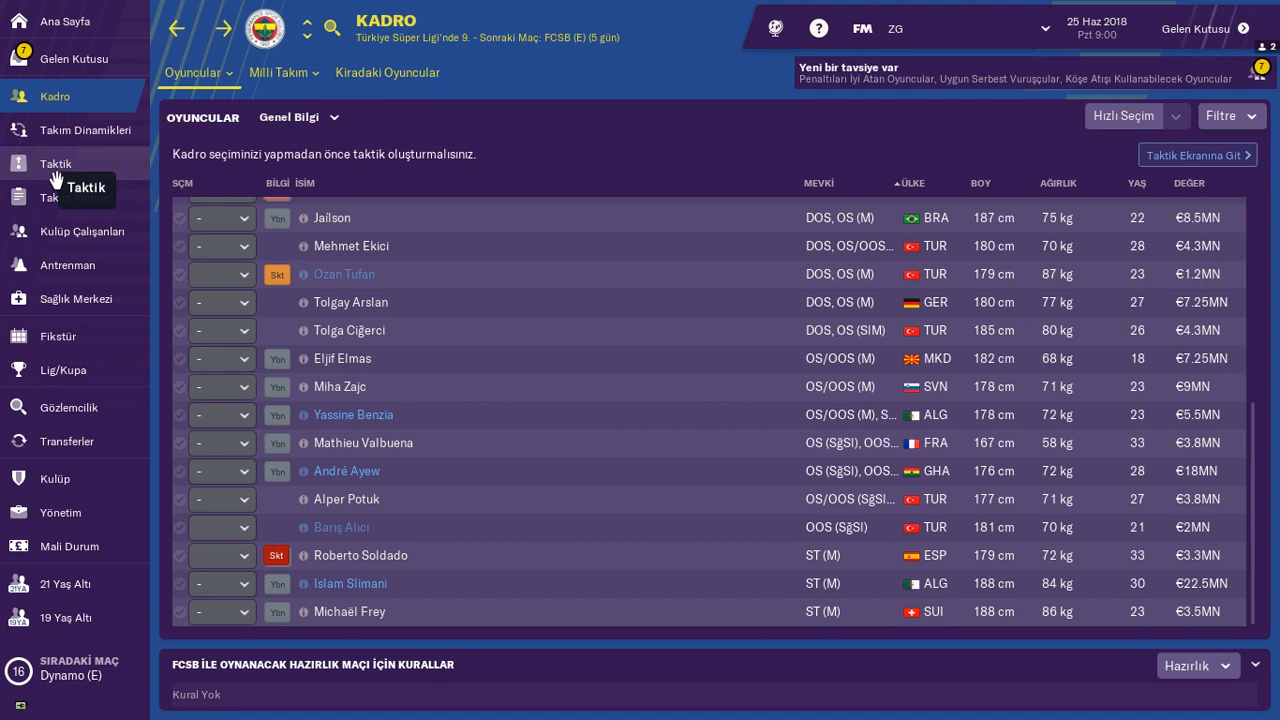 Ana Sayfa
7
Gelen Kutusu
Kadro
Takım Dinamikleri
Taktik
Taktik
Kulüp Çalışanları
Antrenman
Sağlık Merkezi
Fikstür
Lig/Kupa
Gözlemcilik
Transferler
Kulüp
Yönetim
Mali Durum
21YA 21 Yaş Altı
19YA 19 Yaş Altı
16 SIRADAKİ MAÇ
Dynamo (E)
KADRO
Türkiye Süper Ligi'nde 9. - Sonraki Maç: FCSB (E) (5 gün)
? FM ZG
25 Haz 2018
Pzt 9:00
Gelen Kutusu
2
Oyuncular Milli Takım Kiradaki Oyuncular
Yeni bir tavsiye var
Penaltıları İyi Atan Oyuncular, Uygun Serbest Vuruşçular, Köşe Atışı Kullanabilecek Oyuncular
7
OYUNCULAR Genel Bilgi Hızlı Seçim Filtre
Kadro seçiminizi yapmadan önce taktik oluşturmalısınız. Taktik Ekranına Git
SÇM BİLGİ İSİM MEVKİ ÜLKE BOY AĞIRLIK YAŞ DEĞER
- Ybn Jaílson DOS, OS (M) BRA 187 cm 75 kg 22 €8.5MN
- Mehmet Ekici DOS, OS/OOS... TUR 180 cm 70 kg 28 €4.3MN
- Skt Ozan Tufan DOS, OS (M) TUR 179 cm 87 kg 23 €1.2MN
- Tolgay Arslan DOS, OS (M) GER 180 cm 77 kg 27 €7.25MN
- Tolga Ciğerci DOS, OS (SlM) TUR 185 cm 80 kg 26 €4.3MN
- Ybn Eljif Elmas OS/OOS (M) MKD 182 cm 68 kg 18 €7.25MN
- Ybn Miha Zajc OS/OOS (M) SVN 178 cm 71 kg 23 €9MN
- Ybn Yassine Benzia OS/OOS (M), S... ALG 178 cm 72 kg 23 €5.5MN
- Ybn Mathieu Valbuena OS (SğSl), OOS... FRA 167 cm 58 kg 33 €3.8MN
- Ybn André Ayew OS (SğSl), OOS... GHA 176 cm 72 kg 28 €18MN
- Alper Potuk OS/OOS (SğSl... TUR 177 cm 71 kg 27 €3.8MN
- Barış Alıcı OOS (SğSl) TUR 181 cm 70 kg 21 €2MN
- Skt Roberto Soldado ST (M) ESP 179 cm 72 kg 33 €3.3MN
- Ybn Islam Slimani ST (M) ALG 188 cm 84 kg 30 €22.5MN
- Ybn Michaël Frey ST (M) SUI 188 cm 86 kg 23 €3.5MN
FCSB İLE OYNANACAK HAZIRLIK MAÇI İÇİN KURALLAR Hazırlık
Kural Yok